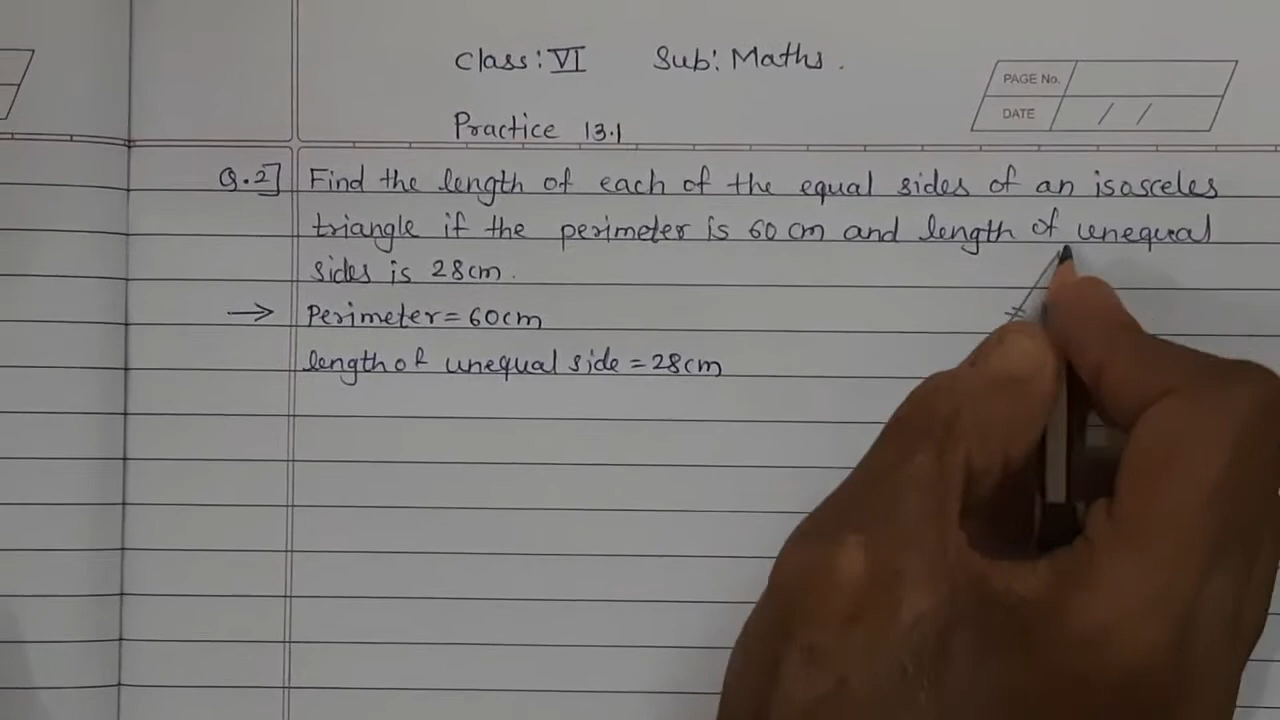 Class: VI Sub: Maths.
PAGE No.
DATE / /
Practice 13.1
Q.2] Find the length of each of the equal sides of an isosceles
triangle if the perimeter is 60 cm and length of unequal
sides is 28cm.
→ Perimeter = 60cm
length of unequal side = 28cm